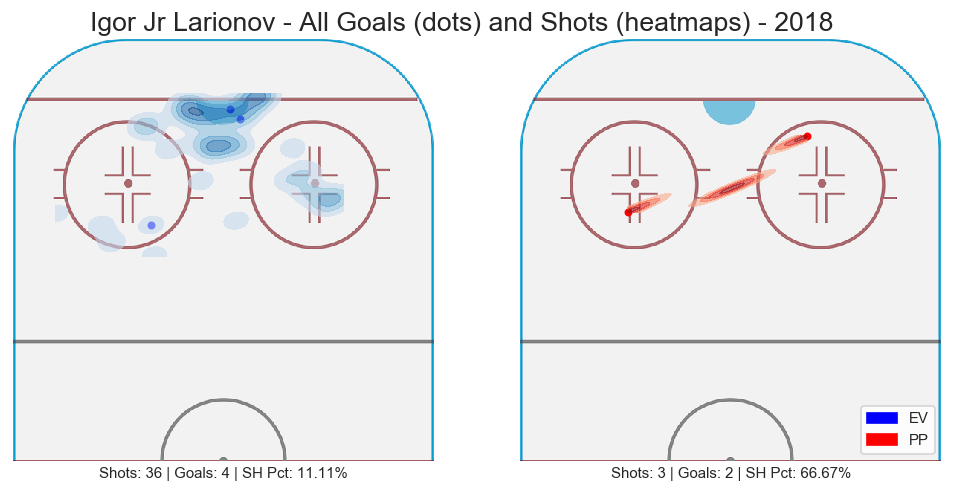 Igor Jr Larionov - All Goals (dots) and Shots (heatmaps) - 2018
EV
PP
Shots: 36 | Goals: 4 | SH Pct: 11.11%
Shots: 3 | Goals: 2 | SH Pct: 66.67%